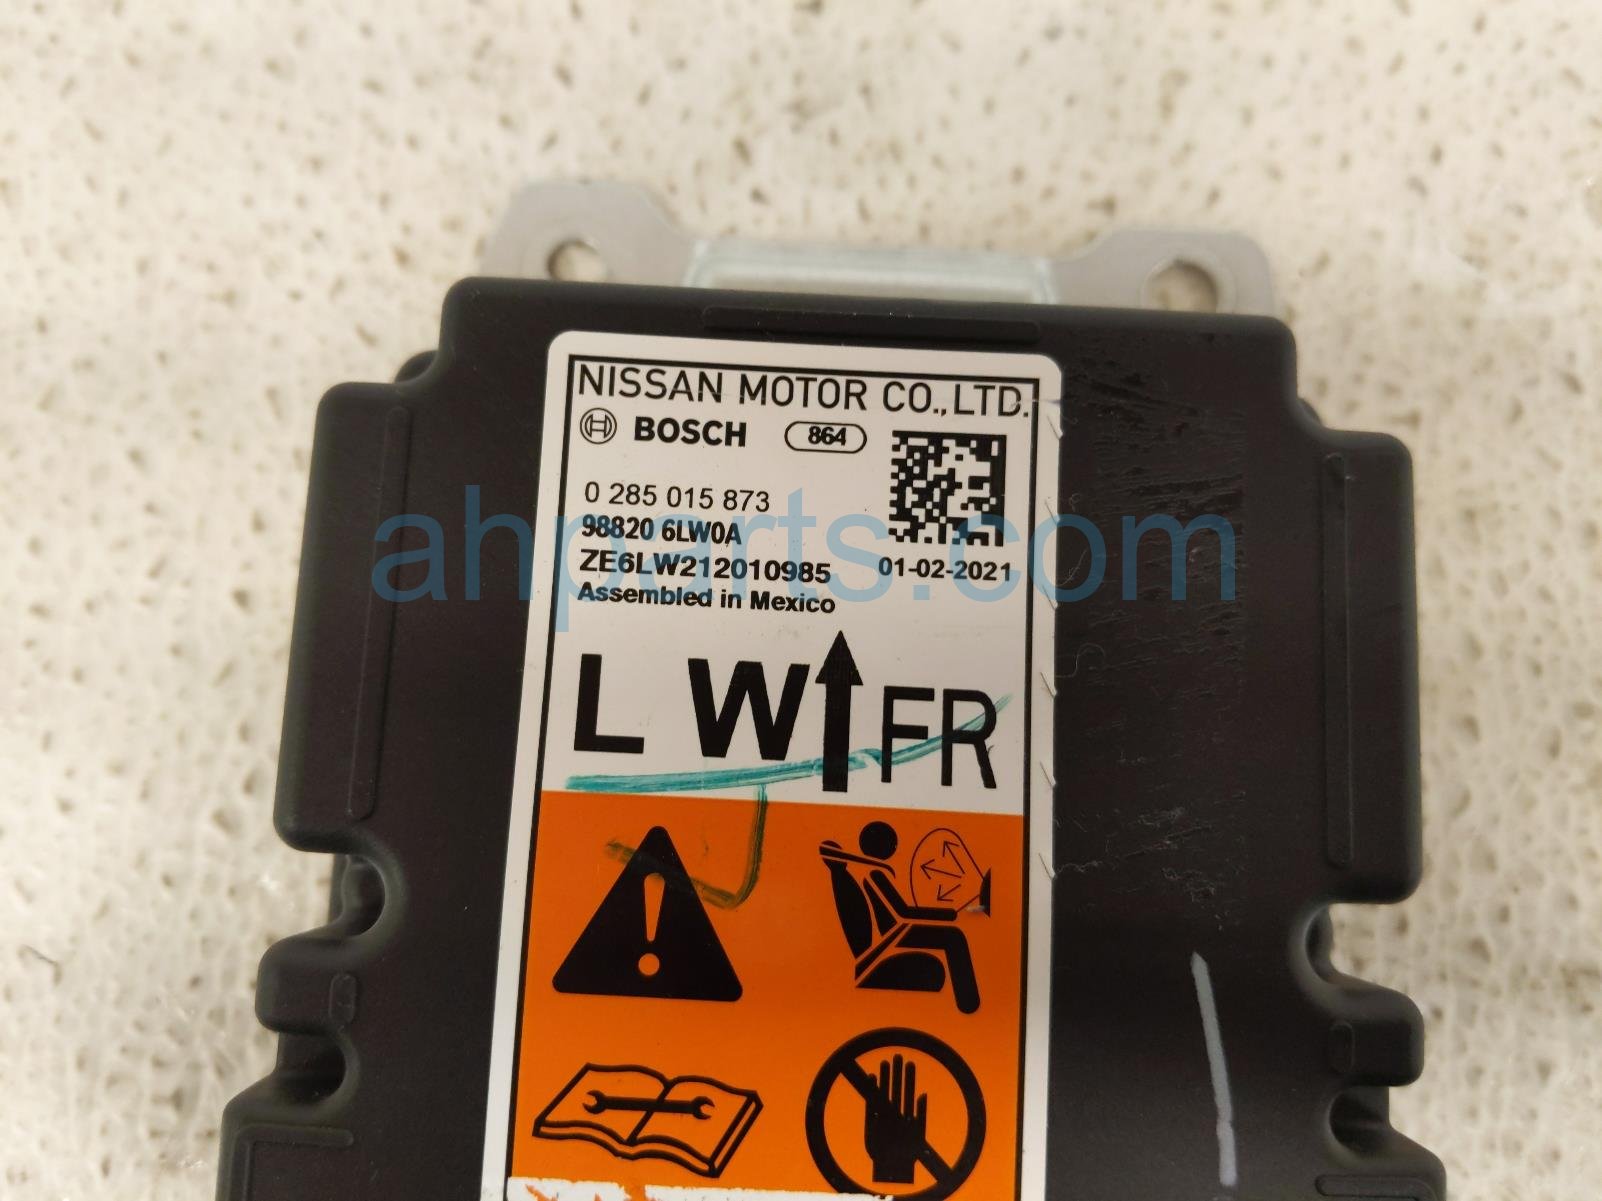 NISSAN MOTOR CO.,LTD.
BOSCH 864
0 285 015 873
98820 6LW0A
ZE6LW212010985 01-02-2021
Assembled in Mexico
L W FR
ahparts.com